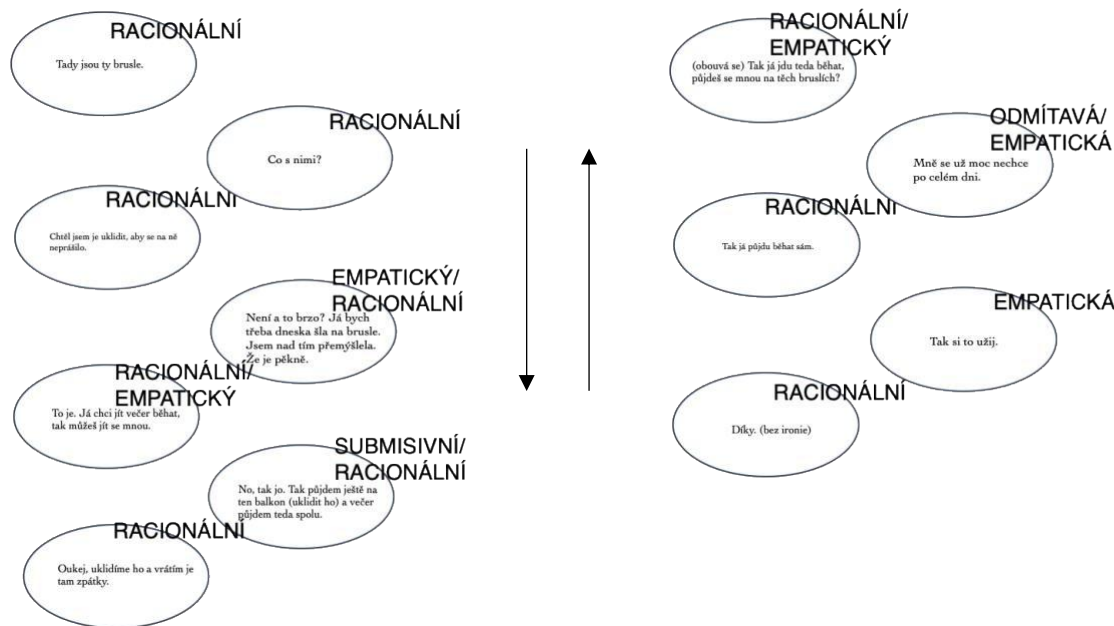 RACIONÁLNÍ
Tady jsou ty brusle.
RACIONÁLNÍ
Co s nimi?
RACIONÁLNÍ
Chtěl jsem je uklidit, aby se na ně
neprášilo.
EMPATICKÝ/
RACIONÁLNÍ
Není a to brzo? Já bych
třeba dneska šla na brusle.
Jsem nad tím přemýšlela.
Že je pěkně.
RACIONÁLNÍ/
EMPATICKÝ
To je. Já chci jít večer běhat,
tak můžeš jít se mnou.
SUBMISIVNÍ/
RACIONÁLNÍ
No, tak jo. Tak půjdem ještě na
ten balkon (uklidit ho) a večer
půjdem teda spolu.
RACIONÁLNÍ
Oukej, uklidíme ho a vrátím je
tam zpátky.
RACIONÁLNÍ/
EMPATICKÝ
(obouvá se) Tak já jdu teda běhat,
půjdeš se mnou na těch bruslích?
ODMÍTAVÁ/
EMPATICKÁ
Mně se už moc nechce
po celém dni.
RACIONÁLNÍ
Tak já půjdu běhat sám.
EMPATICKÁ
Tak si to užij.
RACIONÁLNÍ
Díky. (bez ironie)